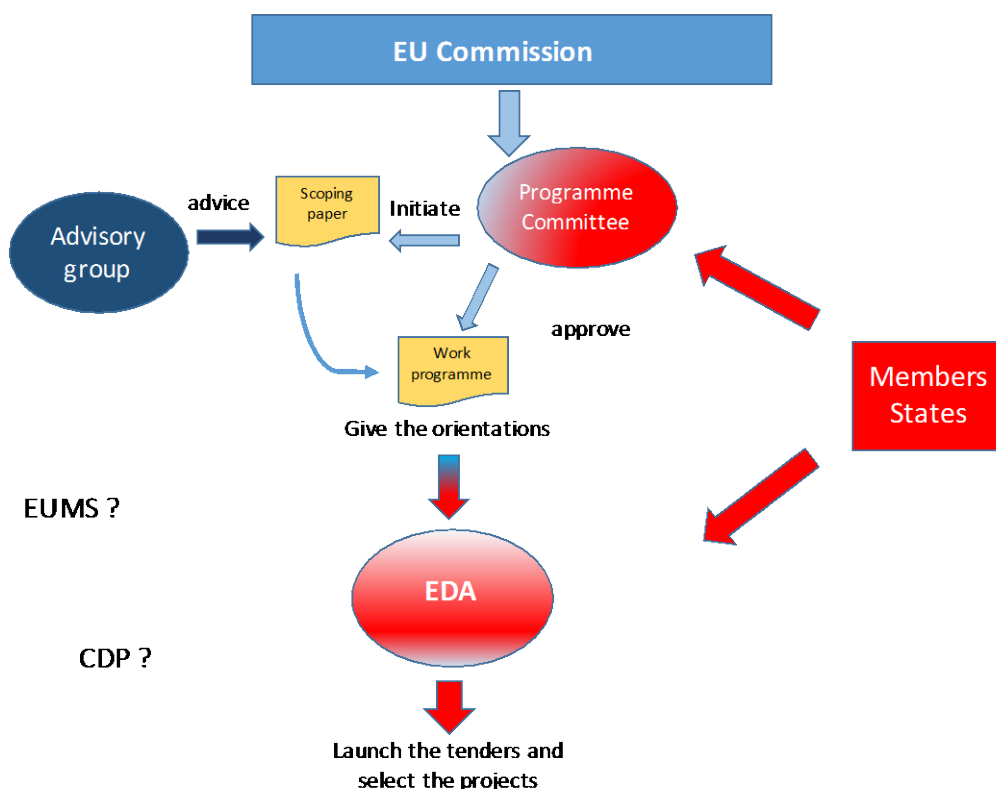 EU Commission
Programme
Committee
Scoping
paper
advice
Initiate
Advisory
group
approve
Work
programme
Members
States
Give the orientations
EUMS ?
EDA
CDP ?
Launch the tenders and
select the projects